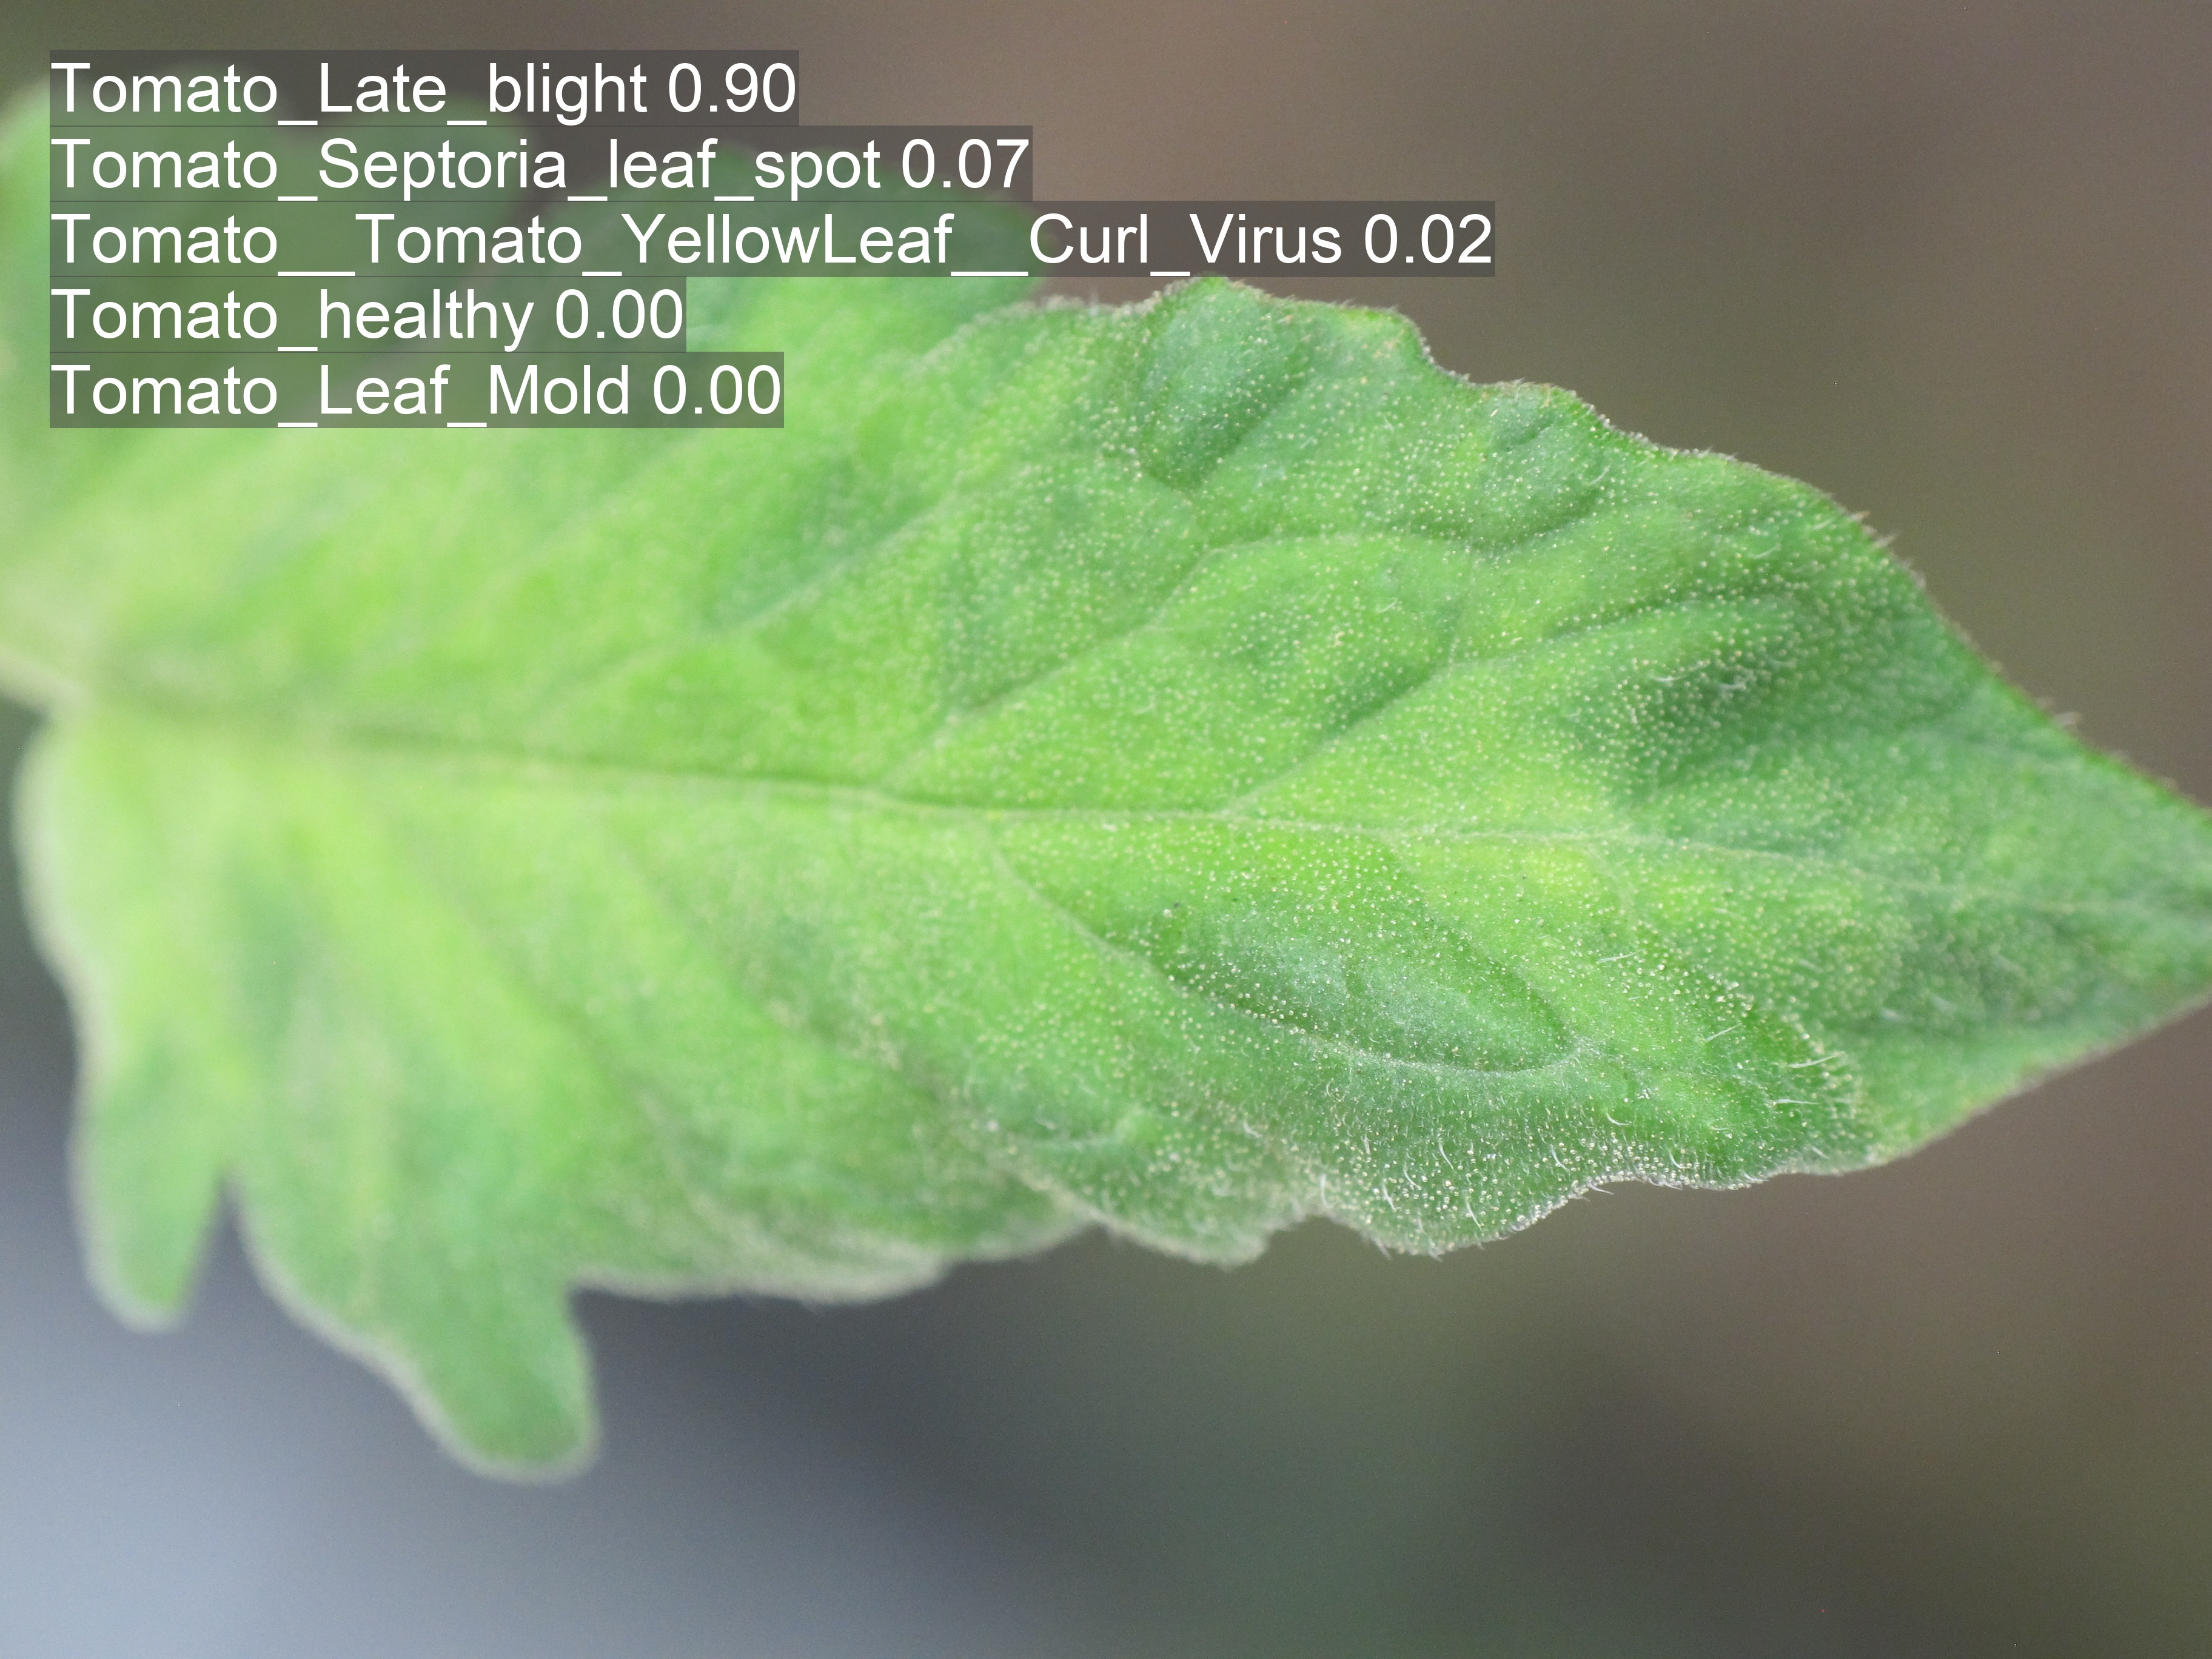 Tomato_Late_blight 0.90
Tomato_Septoria_leaf_spot 0.07
Tomato__Tomato_YellowLeaf__Curl_Virus 0.02
Tomato_healthy 0.00
Tomato_Leaf_Mold 0.00